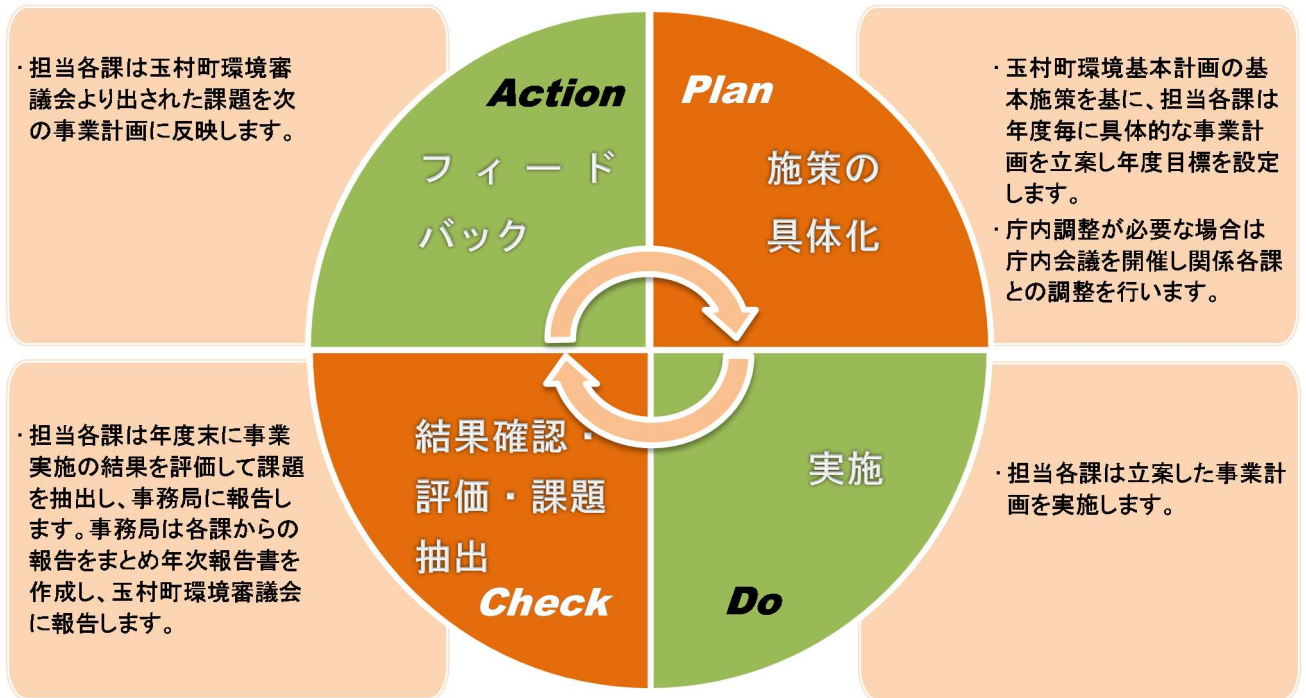 ・担当各課は玉村町環境審
議会より出された課題を次
の事業計画に反映します。
Action
フィード
バック
Plan
施策の
具体化
・玉村町環境基本計画の基
本施策を基に、担当各課は
年度毎に具体的な事業計
画を立案し年度目標を設定
します。
・庁内調整が必要な場合は
庁内会議を開催し関係各課
との調整を行います。
・担当各課は年度末に事業
実施の結果を評価して課題
を抽出し、事務局に報告し
ます。事務局は各課からの
報告をまとめ年次報告書を
作成し、玉村町環境審議会
に報告します。
結果確認・
評価・課題
抽出
Check
実施
Do
・担当各課は立案した事業計
画を実施します。